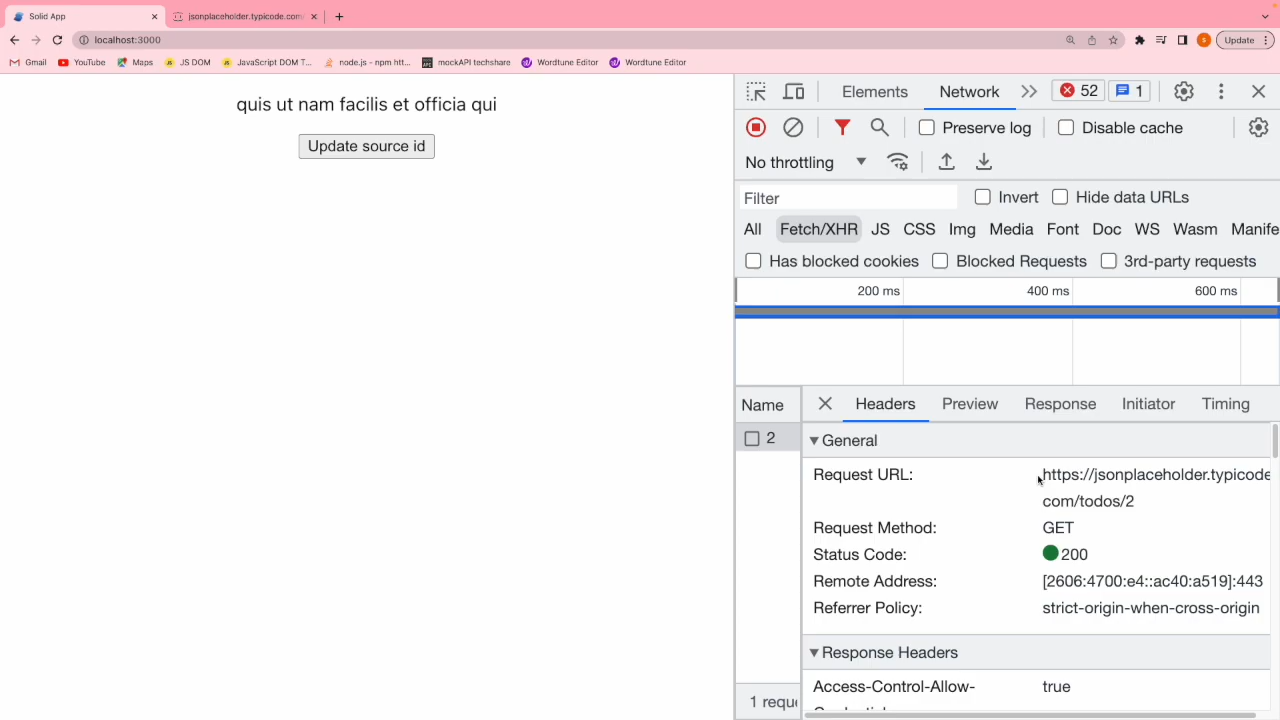 Solid App
jsonplaceholder.typicode.com/
localhost:3000
Update
Gmail
YouTube
Maps
JS DOM
JavaScript DOM T...
node.js – npm htt...
mockAPI techshare
Wordtune Editor
Wordtune Editor
quis ut nam facilis et officia qui
Update source id
Elements
Network
52
1
Preserve log
Disable cache
No throttling
Filter
Invert
Hide data URLs
All
Fetch/XHR
JS
CSS
Img
Media
Font
Doc
WS
Wasm
Manife
Has blocked cookies
Blocked Requests
3rd-party requests
200 ms
400 ms
600 ms
Name
Headers
Preview
Response
Initiator
Timing
2
General
Request URL:
https://jsonplaceholder.typicode
com/todos/2
Request Method:
GET
Status Code:
200
Remote Address:
[2606:4700:e4::ac40:a519]:443
Referrer Policy:
strict-origin-when-cross-origin
Response Headers
Access-Control-Allow-
true
1 reque